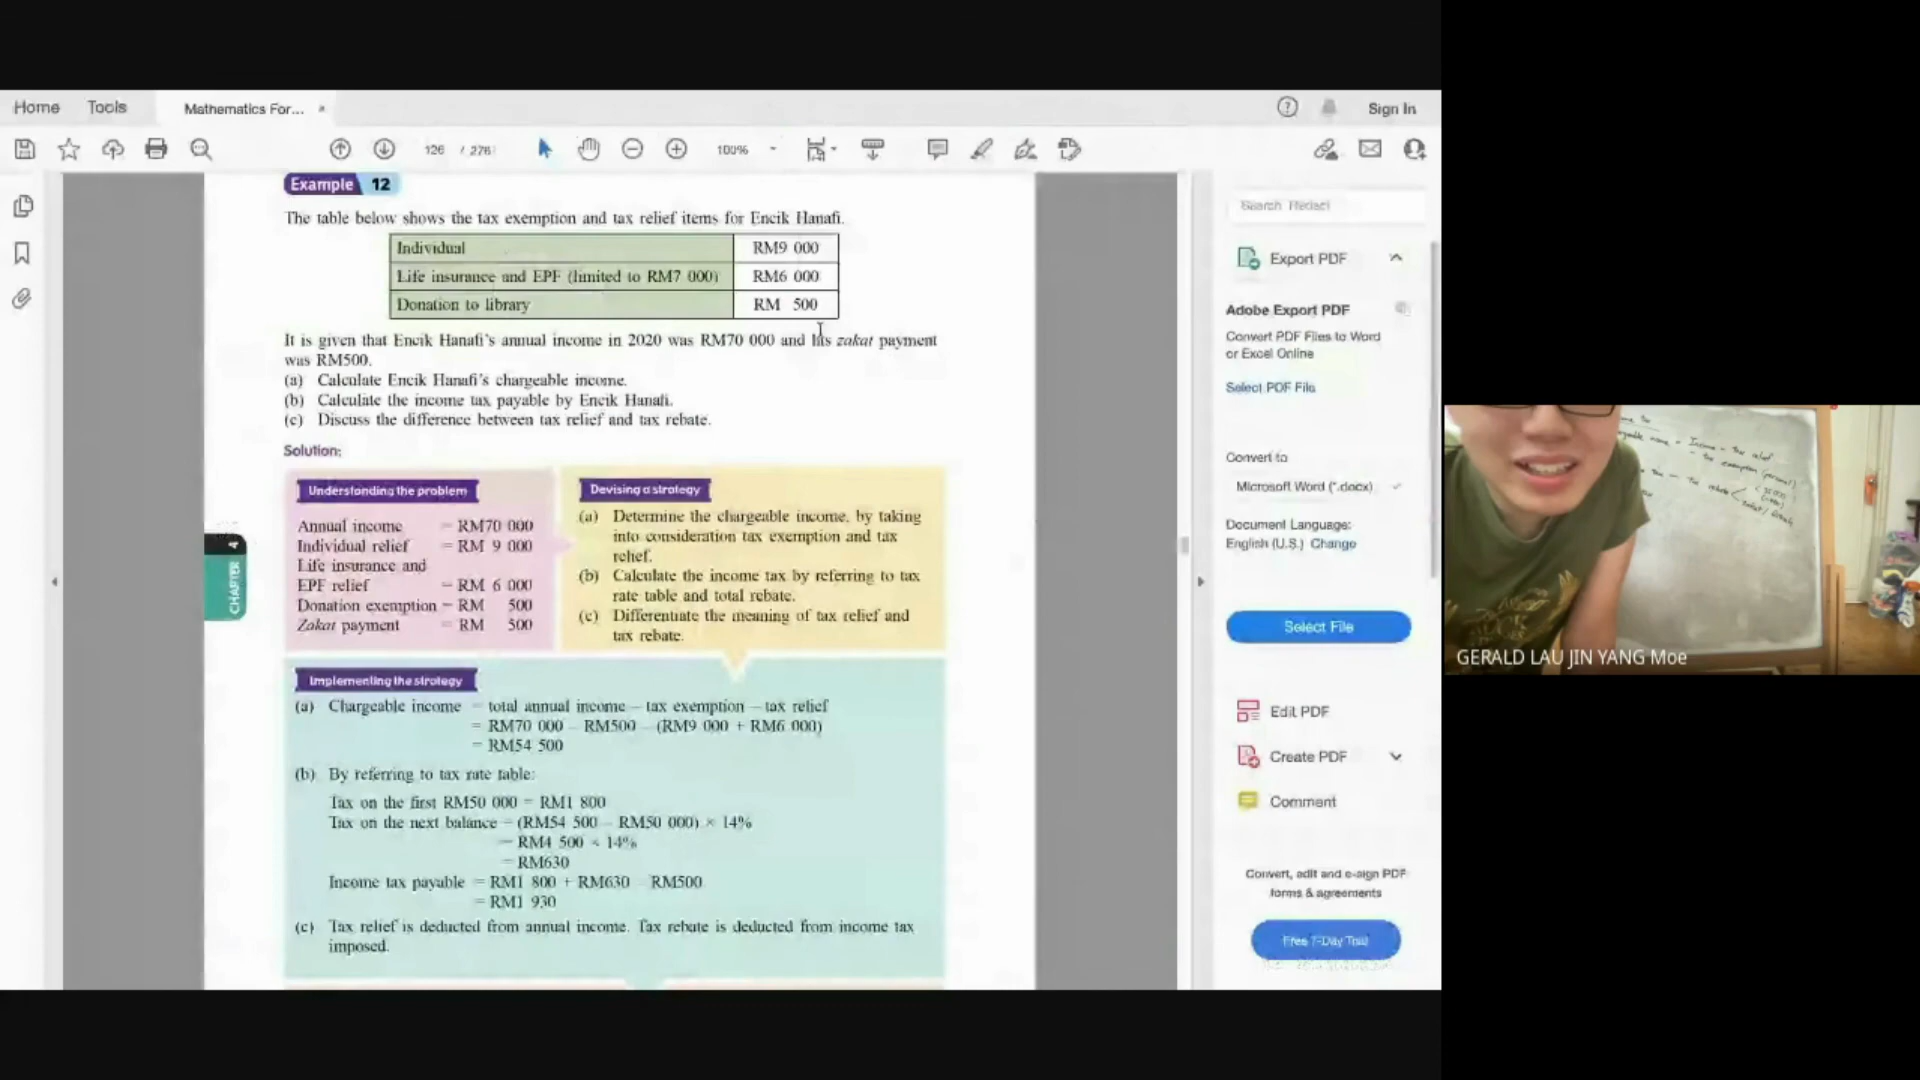 Home Tools Mathematics For... Sign In
126 / 276 100%
Example 12
The table below shows the tax exemption and tax relief items for Encik Hanafi.
Individual RM9 000
Life insurance and EPF (limited to RM7 000) RM6 000
Donation to library RM 500
It is given that Encik Hanafi's annual income in 2020 was RM70 000 and his zakat payment
was RM500.
(a) Calculate Encik Hanafi's chargeable income.
(b) Calculate the income tax payable by Encik Hanafi.
(c) Discuss the difference between tax relief and tax rebate.
Solution:
Understanding the problem
Annual income = RM70 000
Individual relief = RM 9 000
Life insurance and
EPF relief = RM 6 000
Donation exemption = RM 500
Zakat payment = RM 500
Devising a strategy
(a) Determine the chargeable income, by taking
into consideration tax exemption and tax
relief.
(b) Calculate the income tax by referring to tax
rate table and total rebate.
(c) Differentiate the meaning of tax relief and
tax rebate.
CHAPTER 4
Implementing the strategy
(a) Chargeable income = total annual income – tax exemption – tax relief
= RM70 000 – RM500 – (RM9 000 + RM6 000)
= RM54 500
(b) By referring to tax rate table:
Tax on the first RM50 000 = RM1 800
Tax on the next balance = (RM54 500 – RM50 000) × 14%
= RM4 500 × 14%
= RM630
Income tax payable = RM1 800 + RM630 – RM500
= RM1 930
(c) Tax relief is deducted from annual income. Tax rebate is deducted from income tax
imposed.
Search 'Redact'
Export PDF
Adobe Export PDF
Convert PDF Files to Word
or Excel Online
Select PDF File
Convert to
Microsoft Word (*.docx)
Document Language:
English (U.S.) Change
Select File
Edit PDF
Create PDF
Comment
Convert, edit and e-sign PDF
forms & agreements
Free 7-Day Trial
Income – Tax relief
GERALD LAU JIN YANG Moe